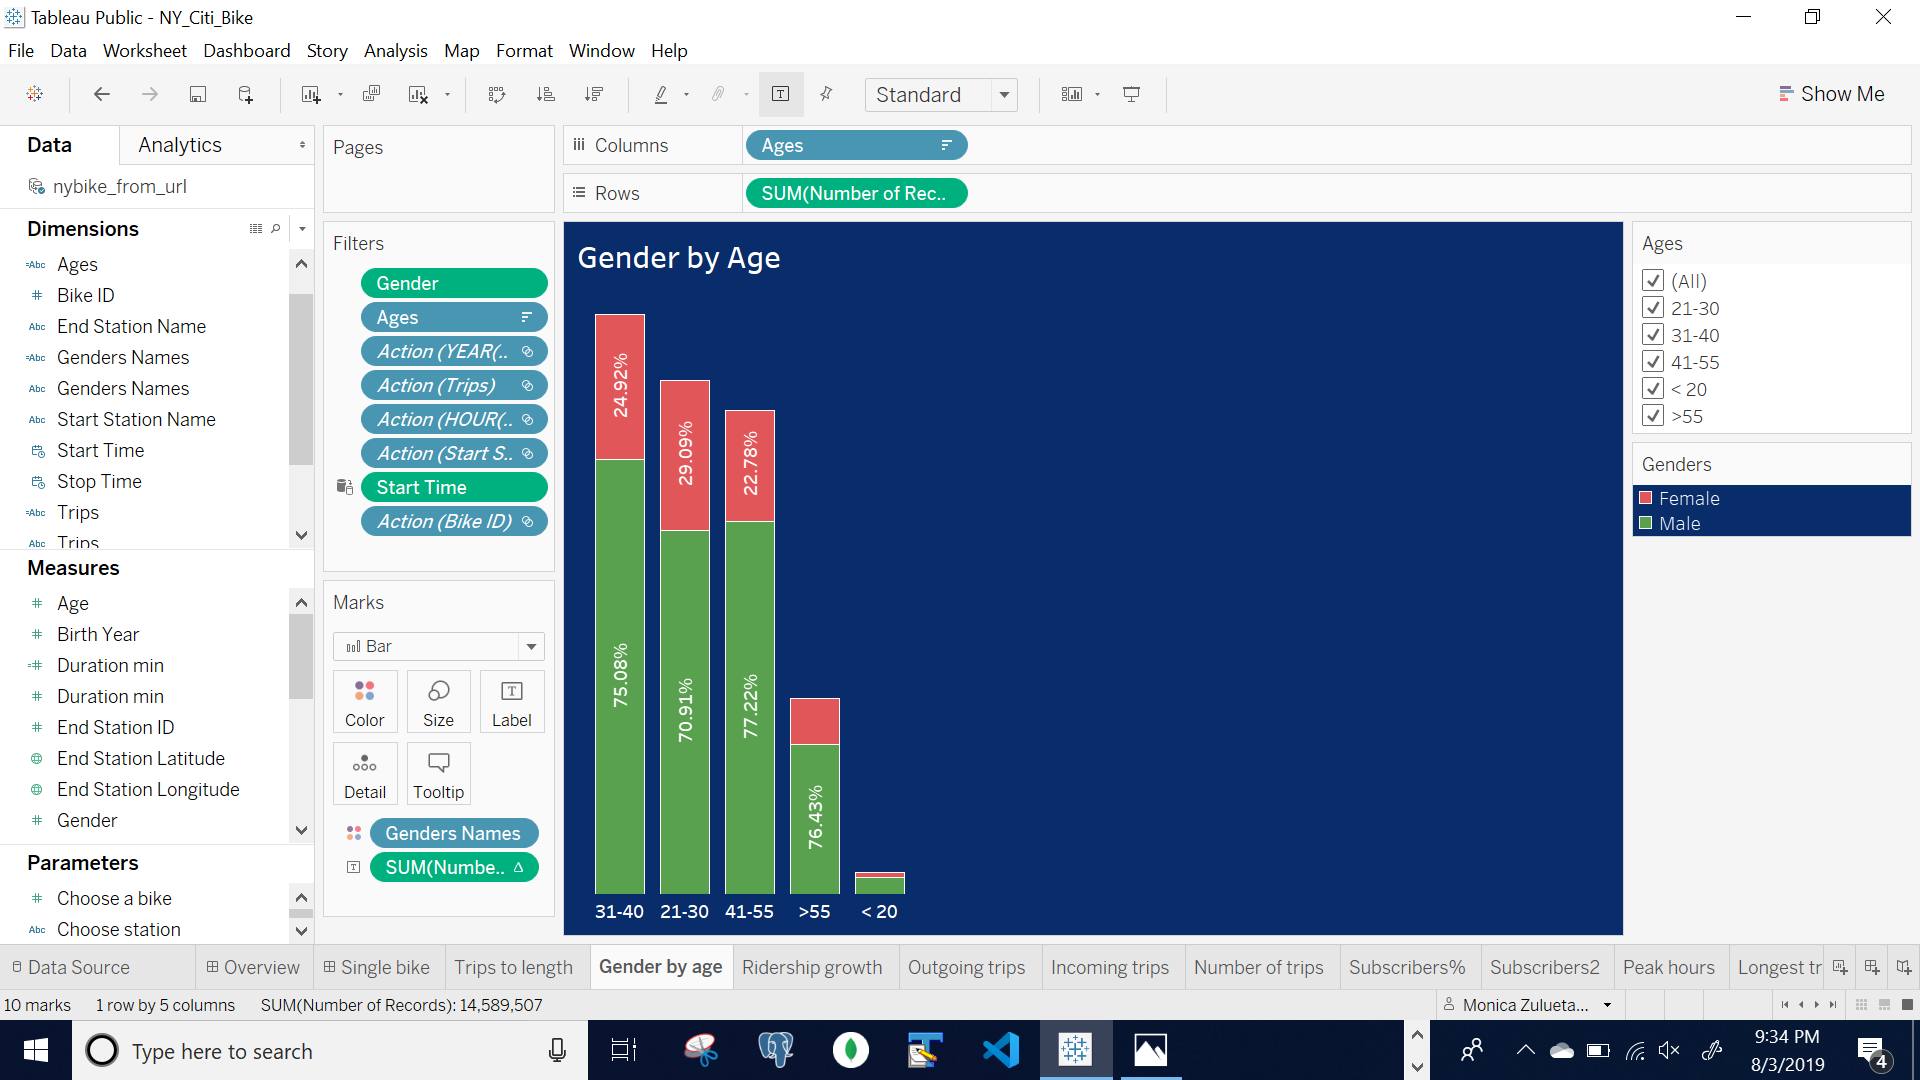 Tableau Public - NY_Citi_Bike
File Data Worksheet Dashboard Story Analysis Map Format Window Help
Standard
Show Me
Data
Analytics
nybike_from_url
Dimensions
Abc Ages
Bike ID
Abc End Station Name
Abc Genders Names
Abc Genders Names
Abc Start Station Name
Start Time
Stop Time
Abc Trips
Abc Trips
Measures
Age
Birth Year
Duration min
Duration min
End Station ID
End Station Latitude
End Station Longitude
Gender
Parameters
Choose a bike
Abc Choose station
Pages
Filters
Gender
Ages
Action (YEAR(..
Action (Trips)
Action (HOUR(..
Action (Start S..
Start Time
Action (Bike ID)
Marks
Bar
Color Size Label
Detail Tooltip
Genders Names
SUM(Numbe..
Columns
Ages
Rows
SUM(Number of Rec..
Gender by Age
24.92%
75.08%
29.09%
70.91%
22.78%
77.22%
76.43%
31-40 21-30 41-55 >55 < 20
Ages
(All)
21-30
31-40
41-55
< 20
>55
Genders
Female
Male
Data Source Overview Single bike Trips to length Gender by age Ridership growth Outgoing trips Incoming trips Number of trips Subscribers% Subscribers2 Peak hours Longest tr
10 marks 1 row by 5 columns SUM(Number of Records): 14,589,507
Monica Zulueta...
Type here to search
9:34 PM
8/3/2019
4